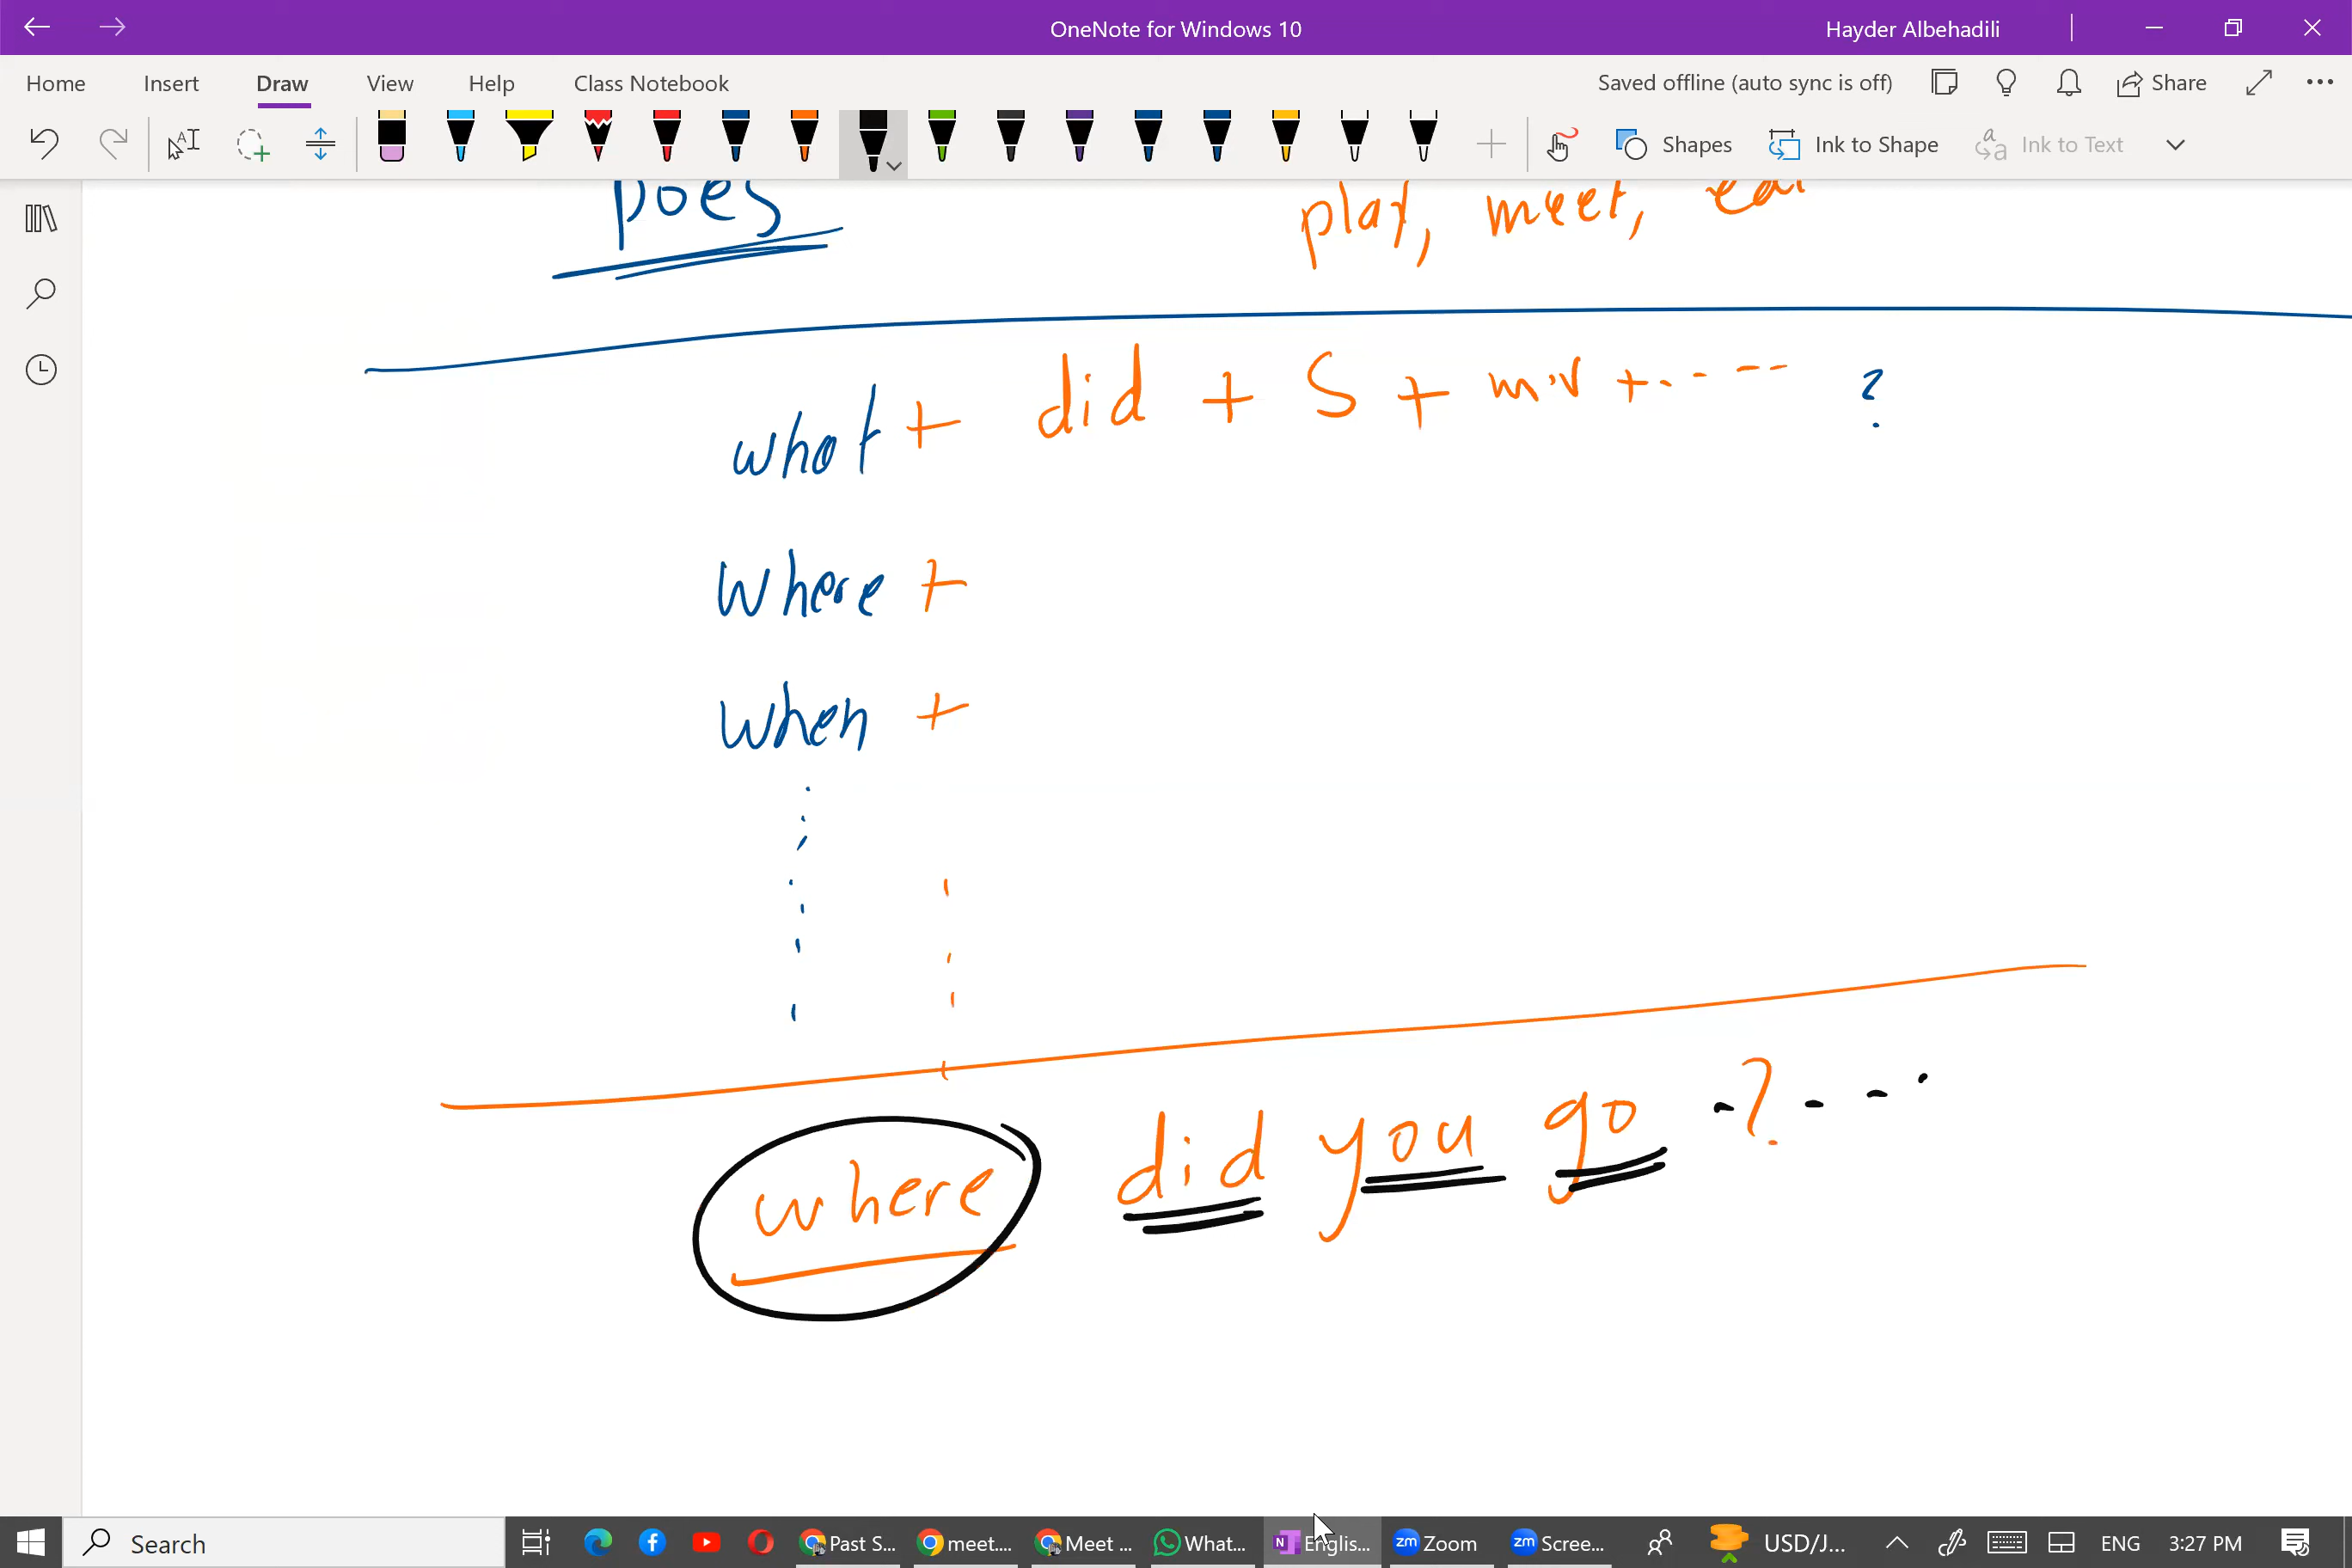 OneNote for Windows 10 Hayder Albehadili
Home Insert Draw View Help Class Notebook Saved offline (auto sync is off) Share
Shapes Ink to Shape Ink to Text
play, meet, eat
what + did + S + m.v + ..---- ?
where +
when +
where did you go - ? - - .
Search Past S... meet.... Meet ... What... Englis... Zoom Scree... USD/J... ENG 3:27 PM